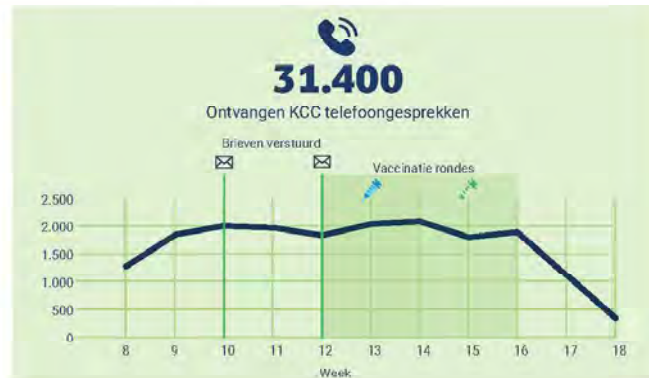 31.400
Ontvangen KCC telefoongesprekken
Brieven verstuurd
Vaccinatie rondes
2.500
2.000
1.500
1.000
500
0
8 9 10 11 12 13 14 15 16 17 18
Week